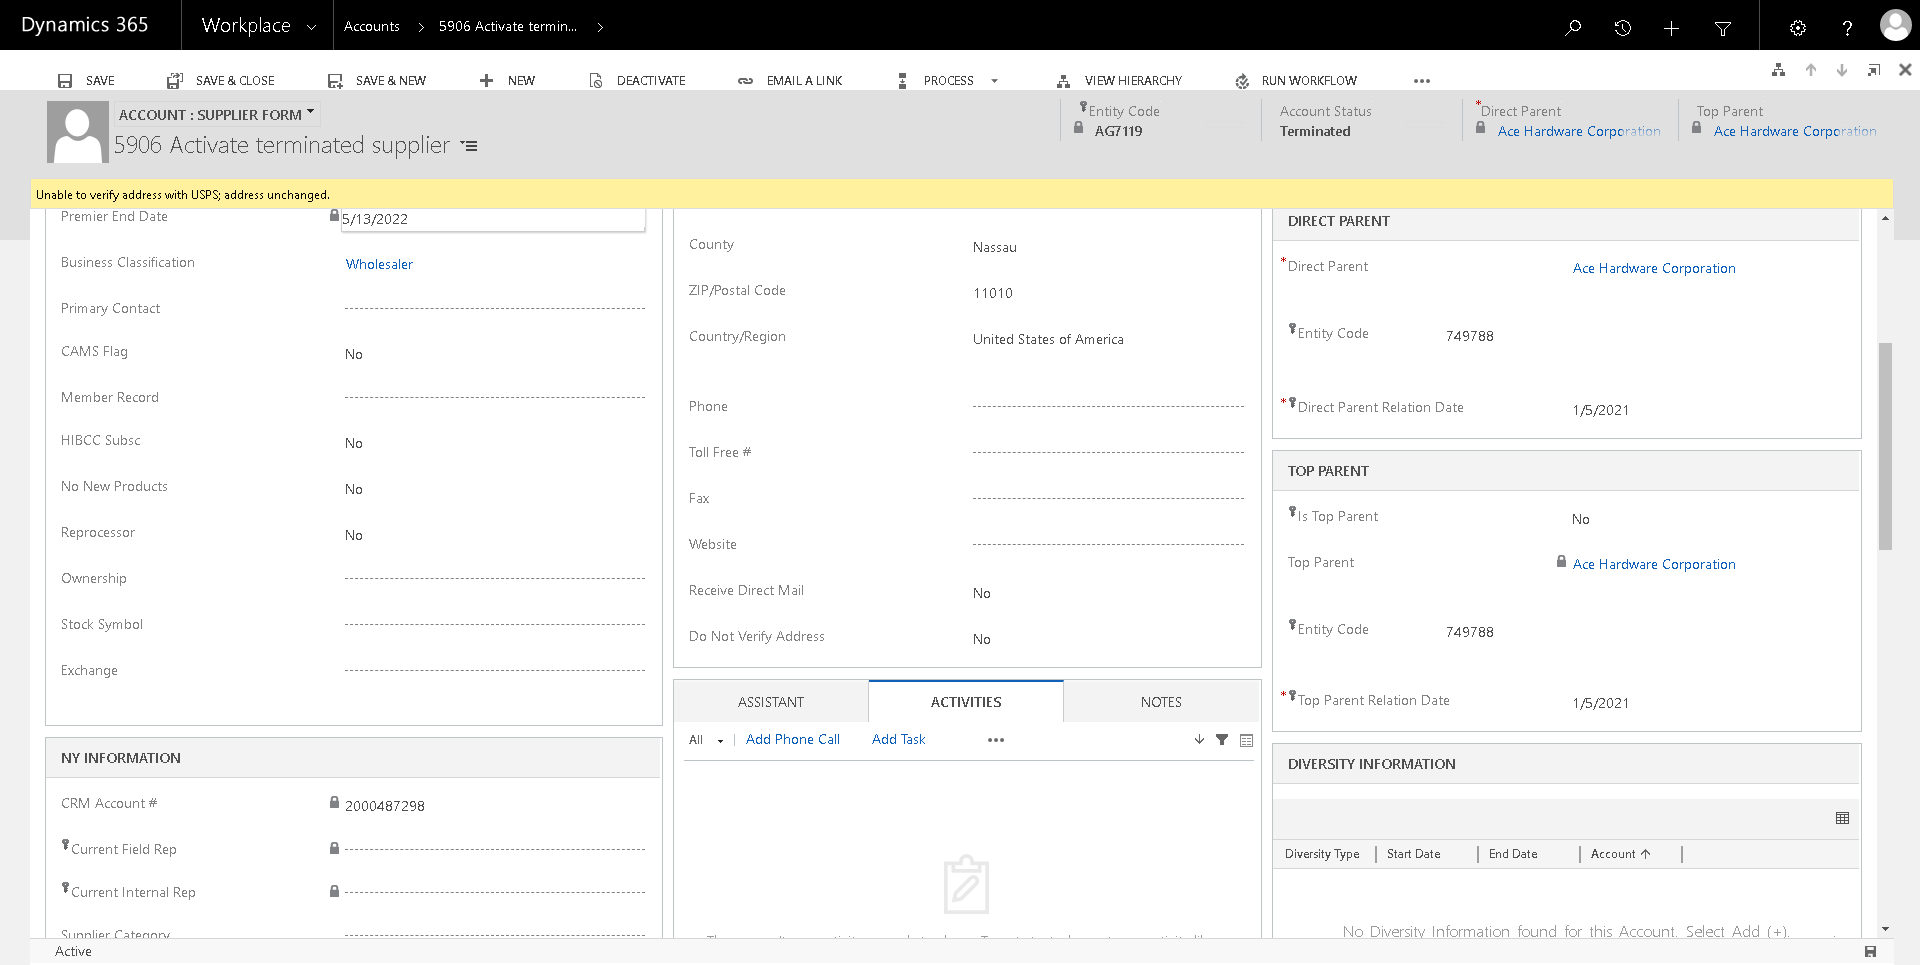 Dynamics 365
Workplace
Accounts
5906 Activate termin...
SAVE
SAVE & CLOSE
SAVE & NEW
NEW
DEACTIVATE
EMAIL A LINK
PROCESS
VIEW HIERARCHY
RUN WORKFLOW
ACCOUNT : SUPPLIER FORM
5906 Activate terminated supplier
Entity Code
AG7119
Account Status
Terminated
*Direct Parent
Ace Hardware Corporation
Top Parent
Ace Hardware Corporation
Unable to verify address with USPS; address unchanged.
Premier End Date
5/13/2022
Business Classification
Wholesaler
Primary Contact
CAMS Flag
No
Member Record
HIBCC Subsc
No
No New Products
No
Reprocessor
No
Ownership
Stock Symbol
Exchange
NY INFORMATION
CRM Account #
2000487298
Current Field Rep
Current Internal Rep
Supplier Category
County
Nassau
ZIP/Postal Code
11010
Country/Region
United States of America
Phone
Toll Free #
Fax
Website
Receive Direct Mail
No
Do Not Verify Address
No
ASSISTANT
ACTIVITIES
NOTES
All
Add Phone Call
Add Task
DIRECT PARENT
*Direct Parent
Ace Hardware Corporation
Entity Code
749788
*Direct Parent Relation Date
1/5/2021
TOP PARENT
Is Top Parent
No
Top Parent
Ace Hardware Corporation
Entity Code
749788
*Top Parent Relation Date
1/5/2021
DIVERSITY INFORMATION
Diversity Type
Start Date
End Date
Account
No Diversity Information found for this Account. Select Add (+).
Active